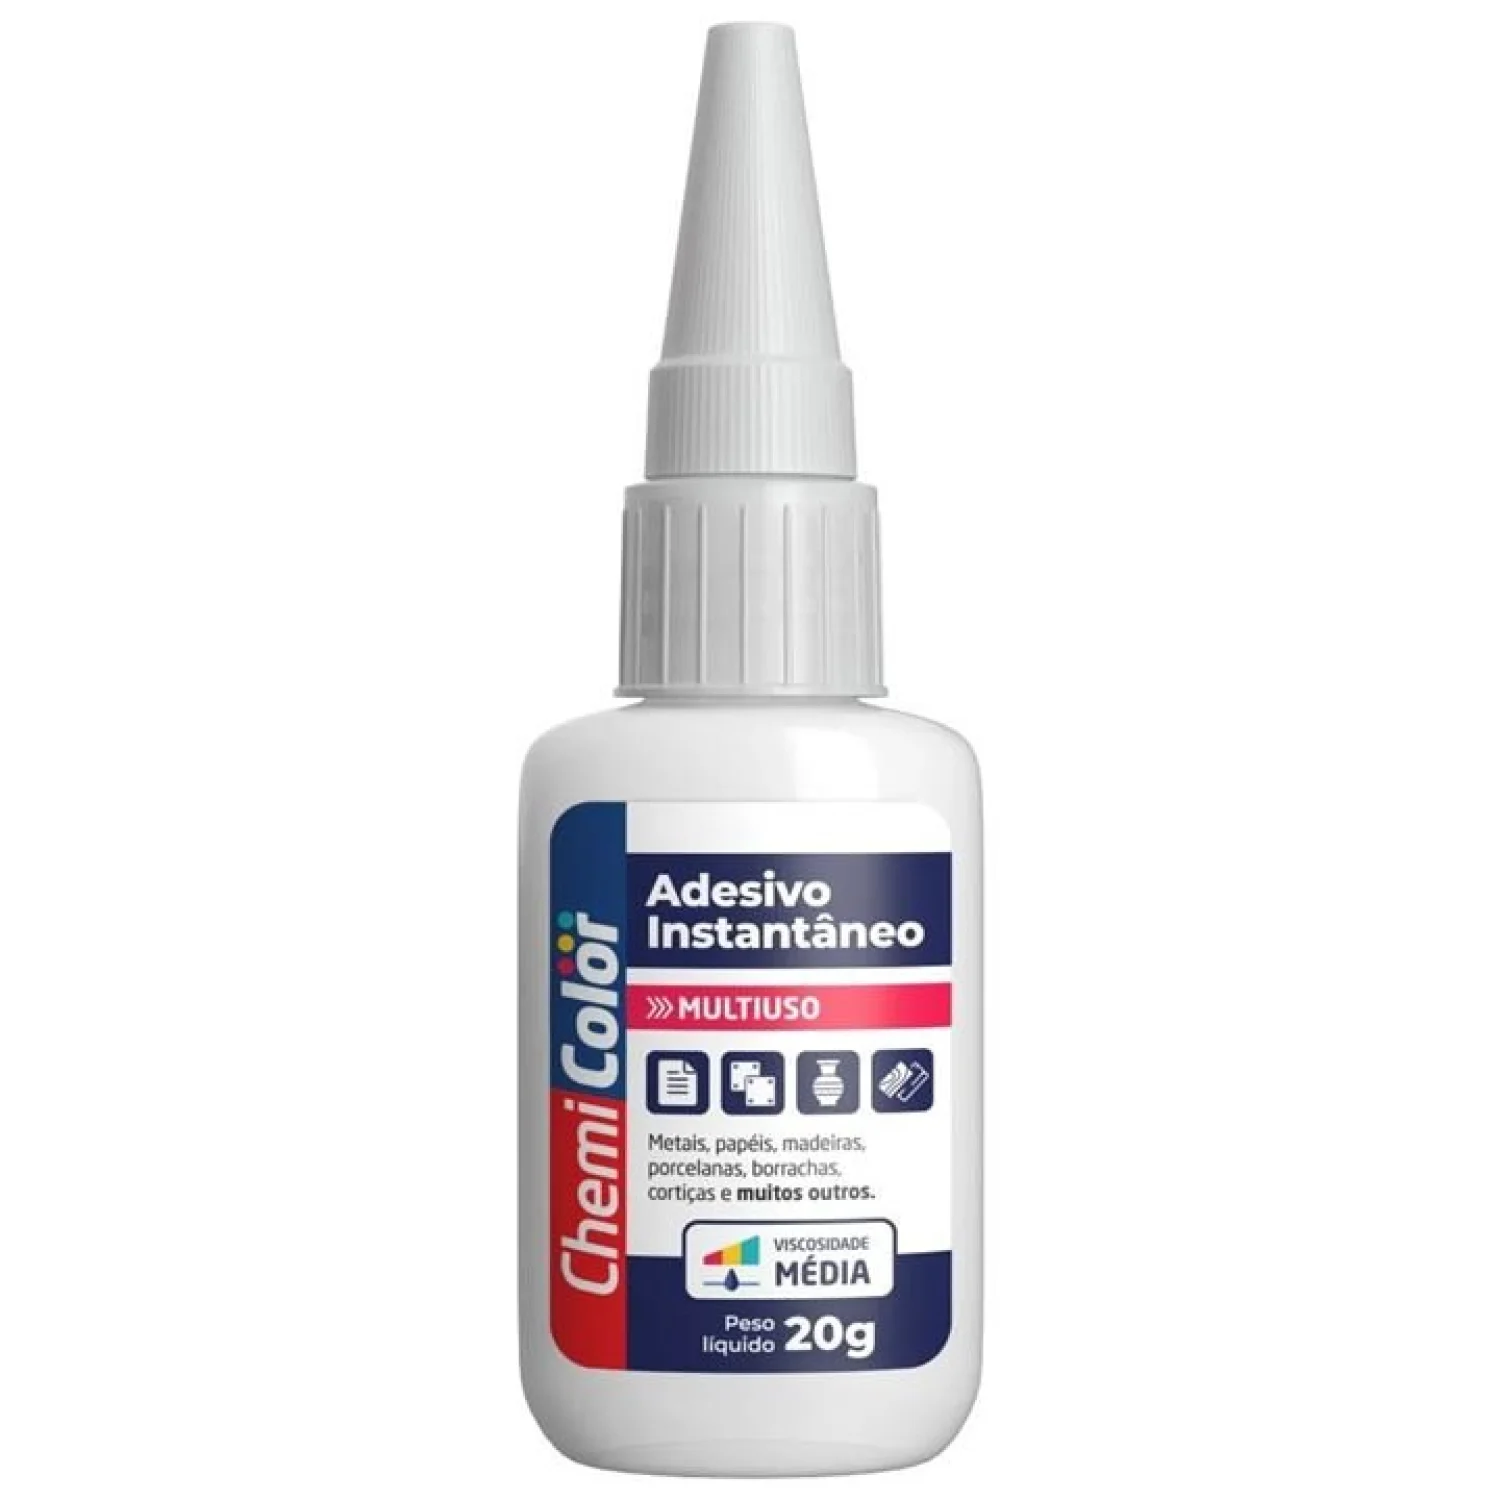 ChemiColor
Adesivo
Instantâneo
MULTIUSO
Metais, papéis, madeiras,
porcelanas, borrachas,
cortiças e muitos outros.
VISCOSIDADE
MÉDIA
Peso
líquido 20g